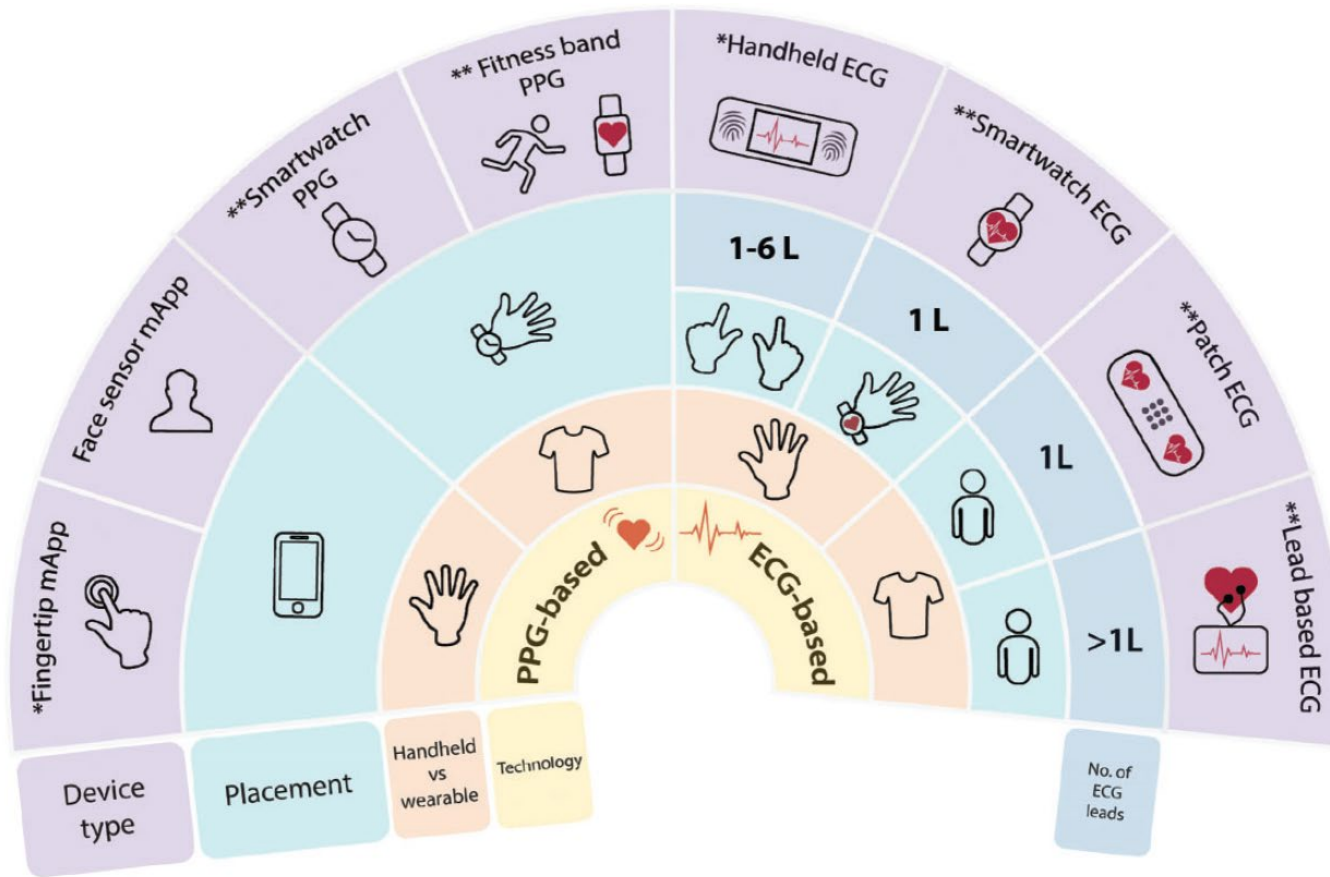 *Fingertip mApp
Face sensor mApp
**Smartwatch
PPG
** Fitness band
PPG
*Handheld ECG
**Smartwatch ECG
**Patch ECG
**Lead based ECG
1-6 L
1 L
1L
>1L
PPG-based
ECG-based
Device
type
Placement
Handheld
vs
wearable
Technology
No. of
ECG
leads